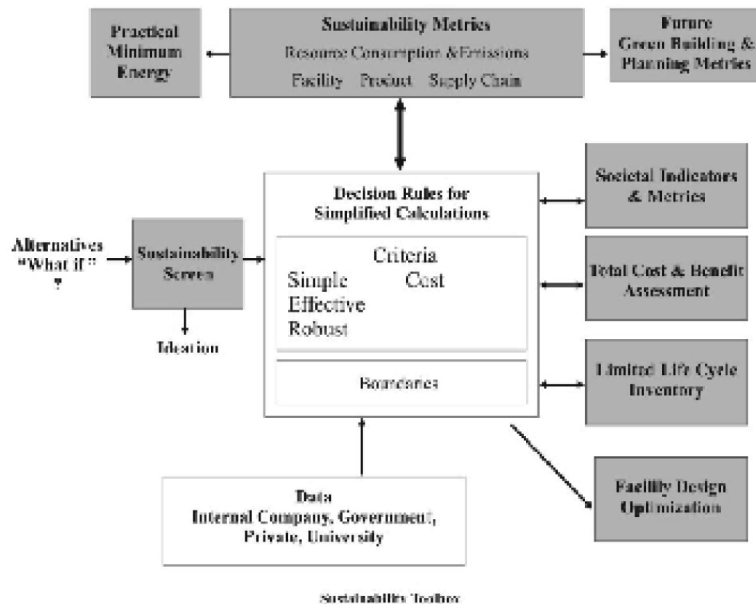 Practical
Minimum
Energy
Sustainability Metrics
Resource Consumption &Emissions
Facility Product Supply Chain
Future
Green Building &
Planning Metrics
Decision Rules for
Simplified Calculations
Criteria
Simple Cost
Effective
Robust
Boundaries
Alternatives
"What if"
?
Sustainability
Screen
Ideation
Societal Indicators
& Metrics
Total Cost & Benefit
Assessment
Limited Life Cycle
Inventory
Facility Design
Optimization
Data
Internal Company, Government,
Private, University
Sustainability Toolbox